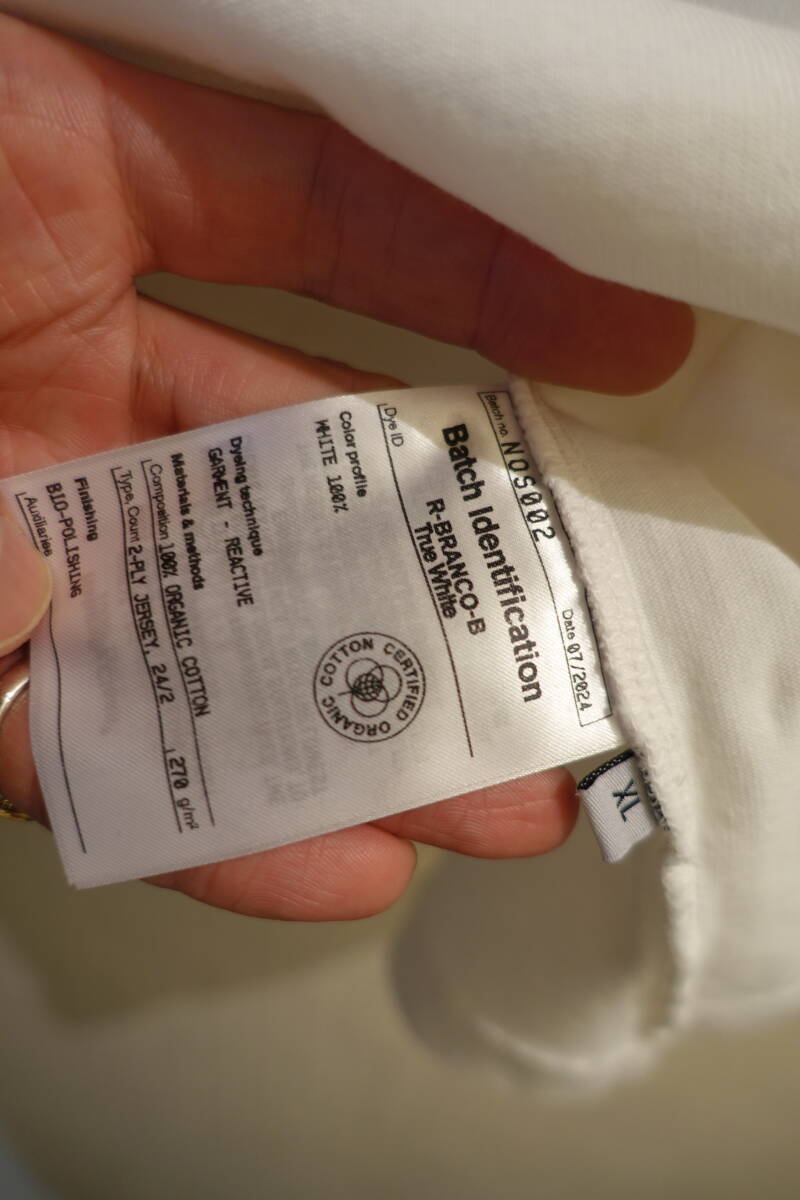 Batch no. NOS002 Date 07/2024
Batch Identification
R-BRANCO-B
True White
Dye ID
Color profile
WHITE 100%
ORGANIC COTTON CERTIFIED
Dyeing technique
GARMENT - REACTIVE
Materials & methods
Composition 100% ORGANIC COTTON
Type, Count 2-PLY JERSEY, 24/2 270 g/m²
Finishing
BIO-POLISHING
Auxiliaries
XL